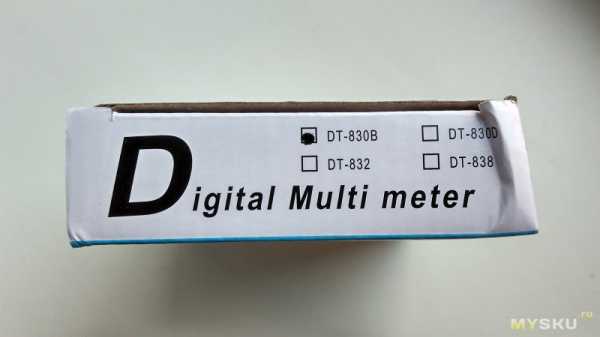 DT-830B DT-830D
DT-832 DT-838
Digital Multi meter
MYSKU.ru